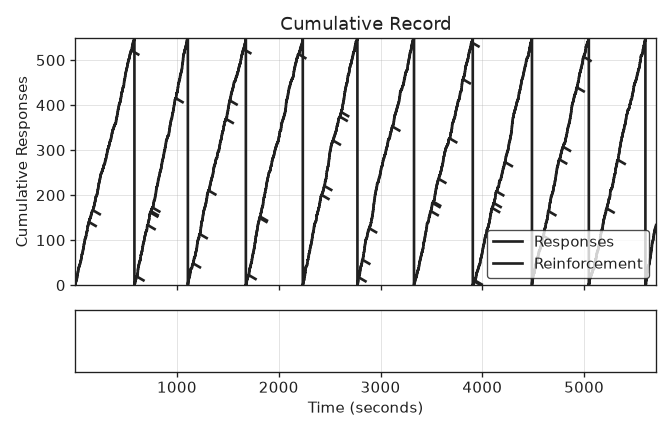 Cumulative Record
Cumulative Responses
500
400
300
200
100
0
Responses
Reinforcement
1000 2000 3000 4000 5000
Time (seconds)